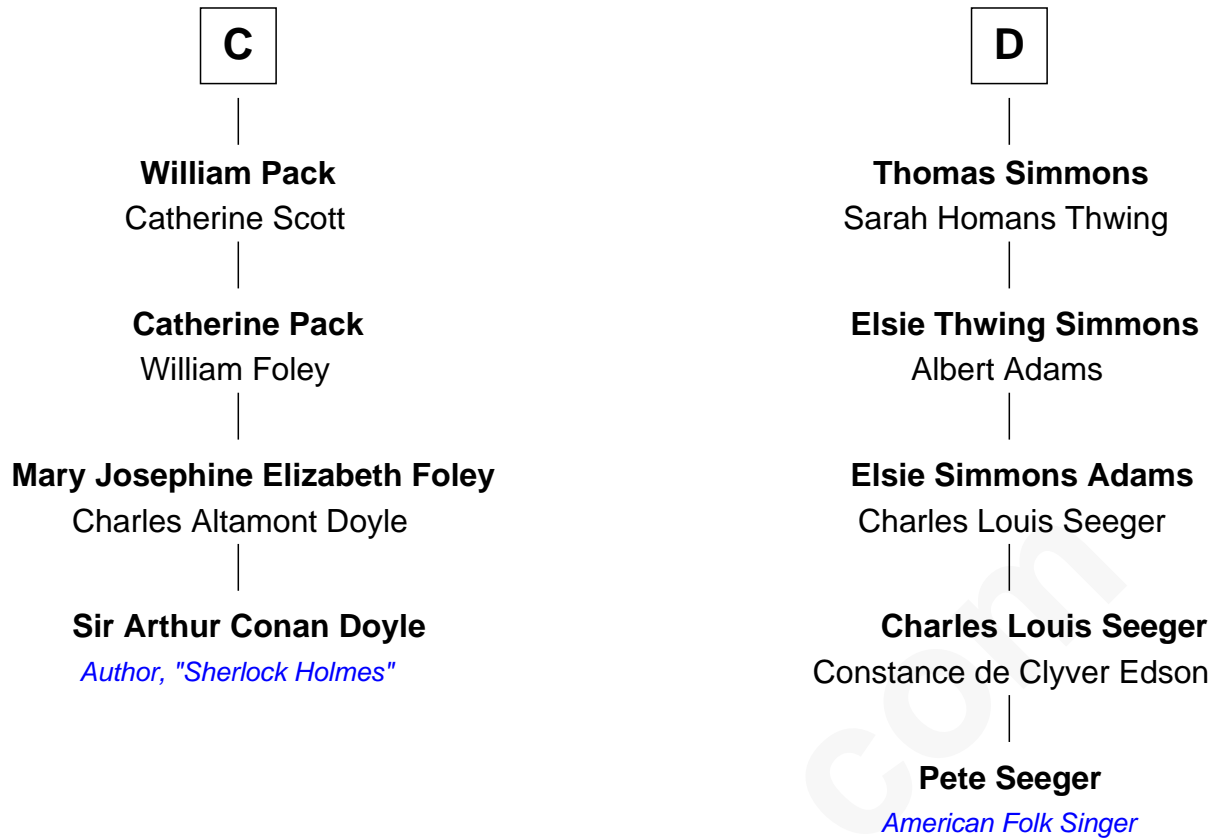 C
William Pack
Catherine Scott
Catherine Pack
William Foley
Mary Josephine Elizabeth Foley
Charles Altamont Doyle
Sir Arthur Conan Doyle
Author, "Sherlock Holmes"
D
Thomas Simmons
Sarah Homans Thwing
Elsie Thwing Simmons
Albert Adams
Elsie Simmons Adams
Charles Louis Seeger
Charles Louis Seeger
Constance de Clyver Edson
Pete Seeger
American Folk Singer
com